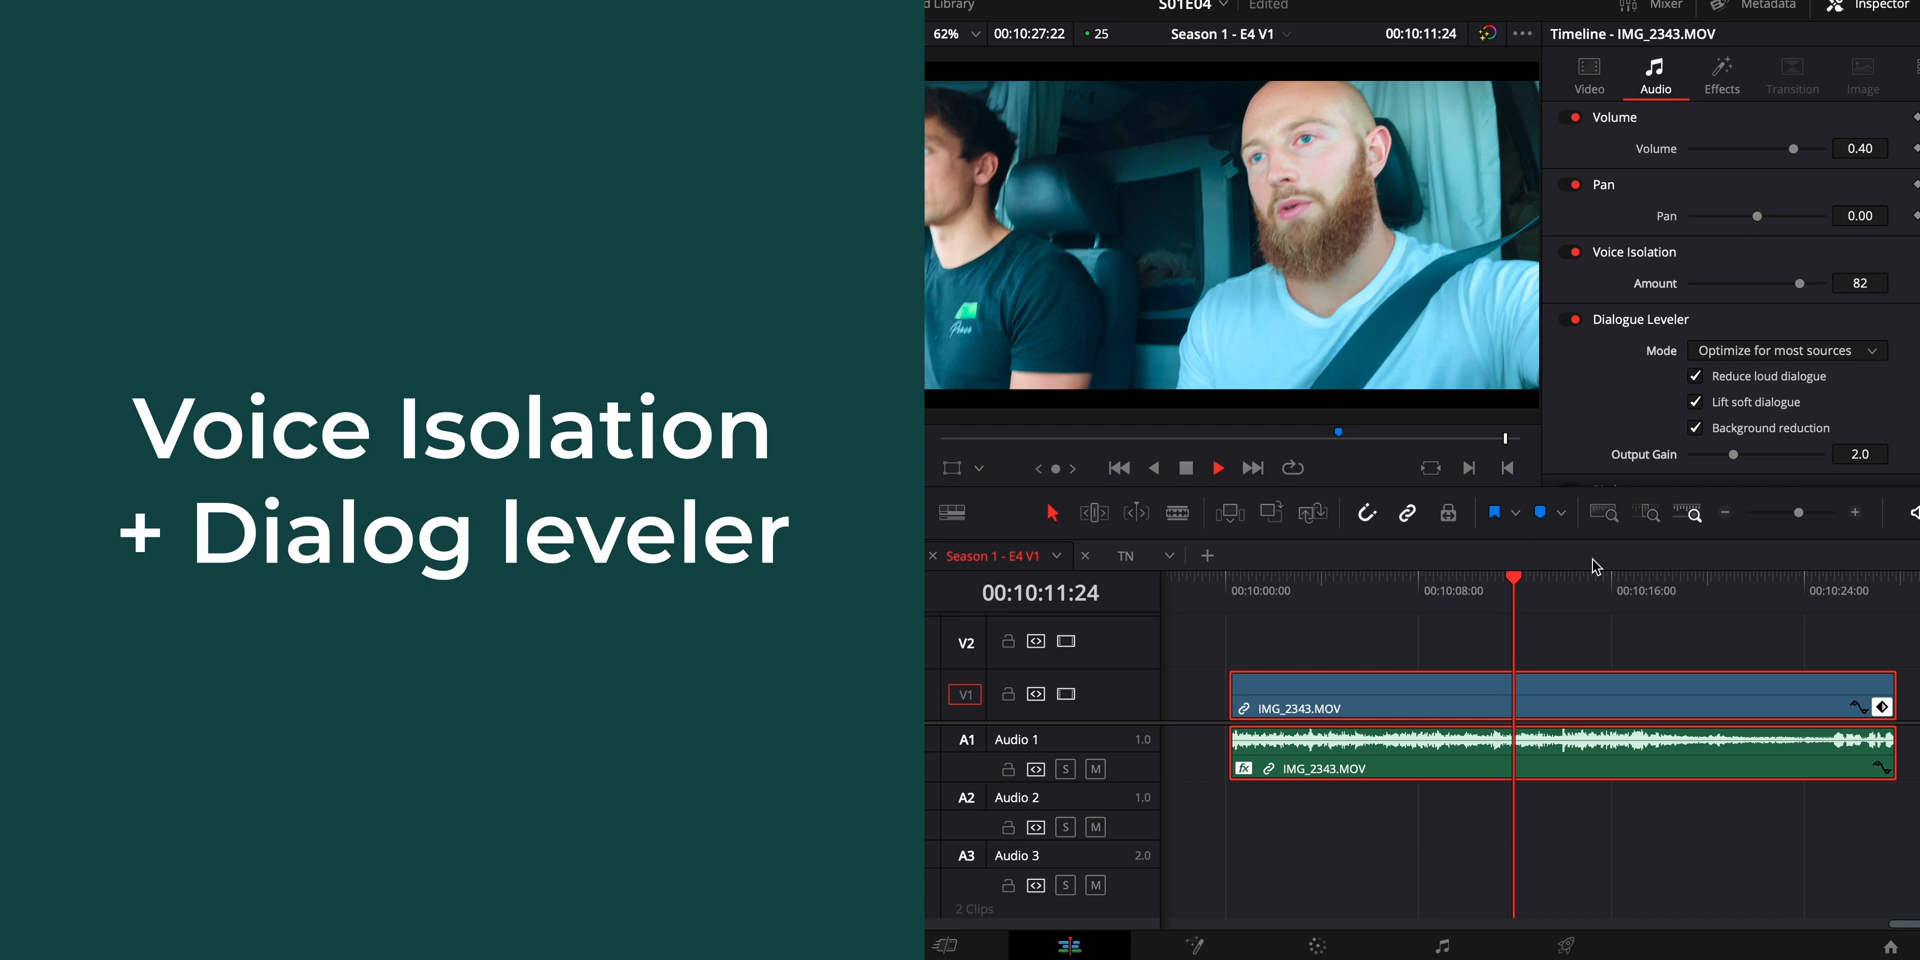 Voice Isolation
+ Dialog leveler
d Library
S01E04
Edited
Mixer
Metadata
Inspector
62%
00:10:27:22
25
Season 1 - E4 V1
00:10:11:24
Timeline - IMG_2343.MOV
Video
Audio
Effects
Transition
Image
Volume
Volume
0.40
Pan
Pan
0.00
Voice Isolation
Amount
82
Dialogue Leveler
Mode
Optimize for most sources
Reduce loud dialogue
Lift soft dialogue
Background reduction
Output Gain
2.0
Season 1 - E4 V1
TN
00:10:11:24
00:10:00:00
00:10:08:00
00:10:16:00
00:10:24:00
V2
V1
IMG_2343.MOV
A1
Audio 1
1.0
S
M
fx
IMG_2343.MOV
A2
Audio 2
1.0
S
M
A3
Audio 3
2.0
S
M
2 Clips